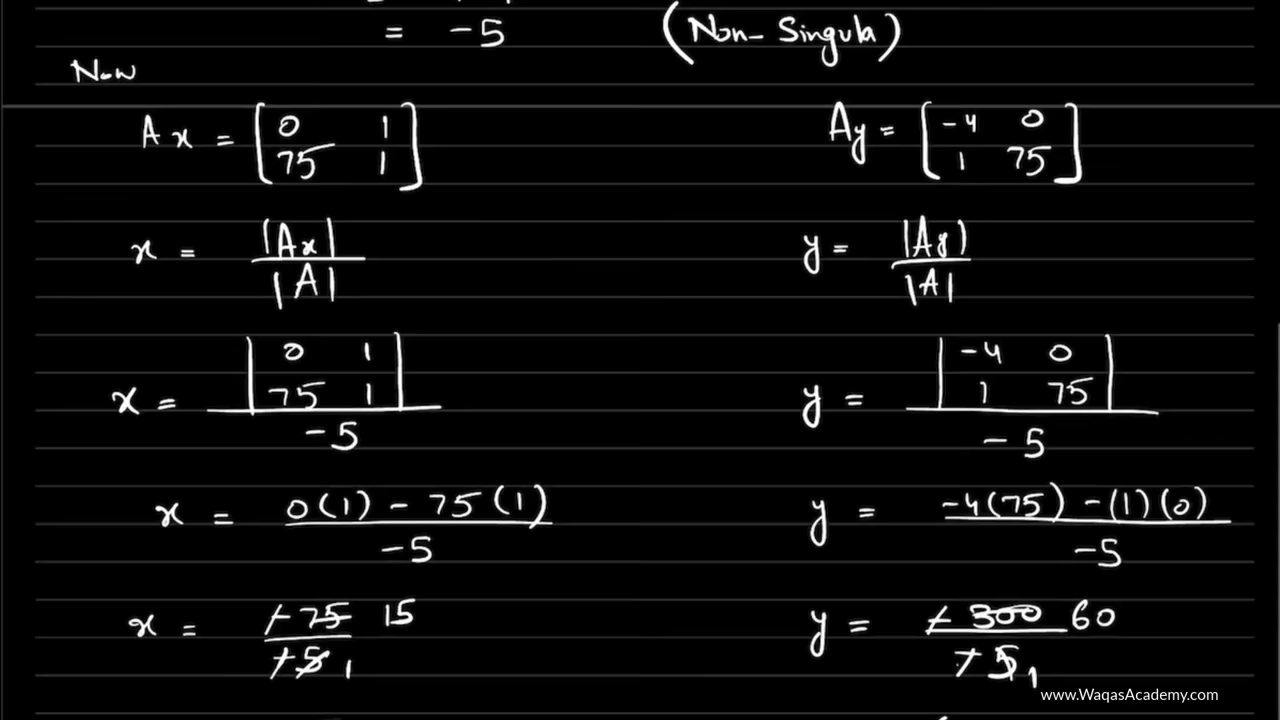 = -5 (Non-Singula)
Now
Ax = [0 1 75 1] Ay = [-4 0 1 75]
x = |Ax| / |A| y = |Ay| / |A|
x = |0 1 75 1| / -5 y = |-4 0 1 75| / -5
x = 0(1) - 75(1) / -5 y = -4(75) - (1)(0) / -5
x = -75 15 / -5 1 y = -300 60 / -5 1
www.WaqasAcademy.com